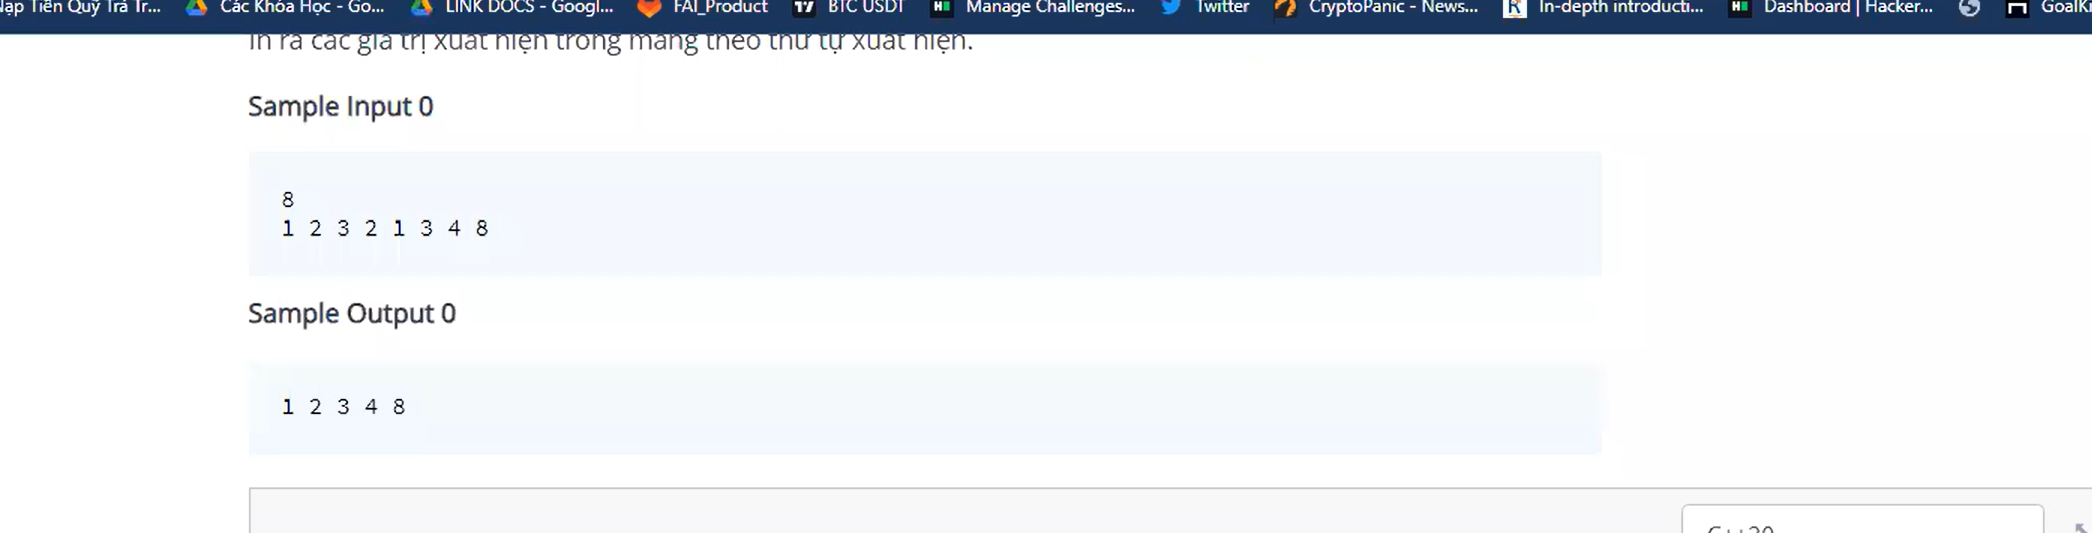 Nạp Tiền Quỹ Trả Tr... Các Khóa Học - Go... LINK DOCS - Googl... FAI_Product BTC USDT Manage Challenges... Twitter CryptoPanic - News... In-depth introducti... Dashboard | Hacker...
In ra các giá trị xuất hiện trong mảng theo thứ tự xuất hiện.
Sample Input 0
8
1 2 3 2 1 3 4 8
Sample Output 0
1 2 3 4 8
C++20